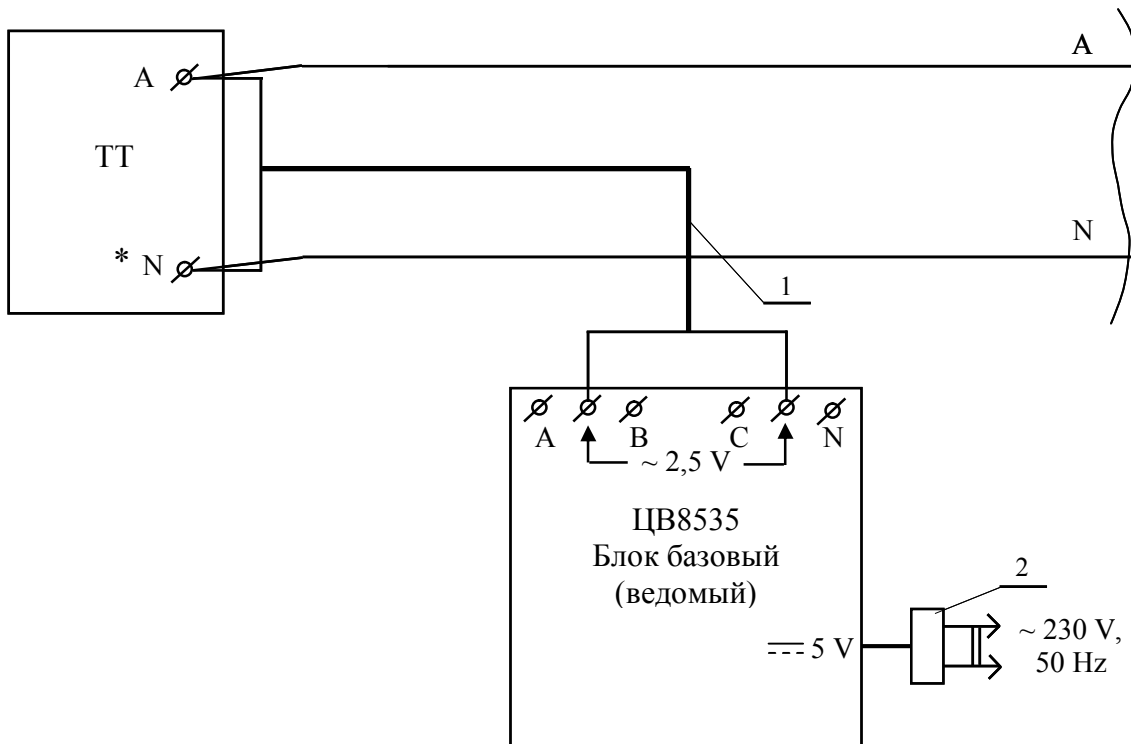 A
A
TT
* N
N
1
A
B
C
N
~ 2,5 V
ЦВ8535
Блок базовый
(ведомый)
5 V
2
~ 230 V,
50 Hz